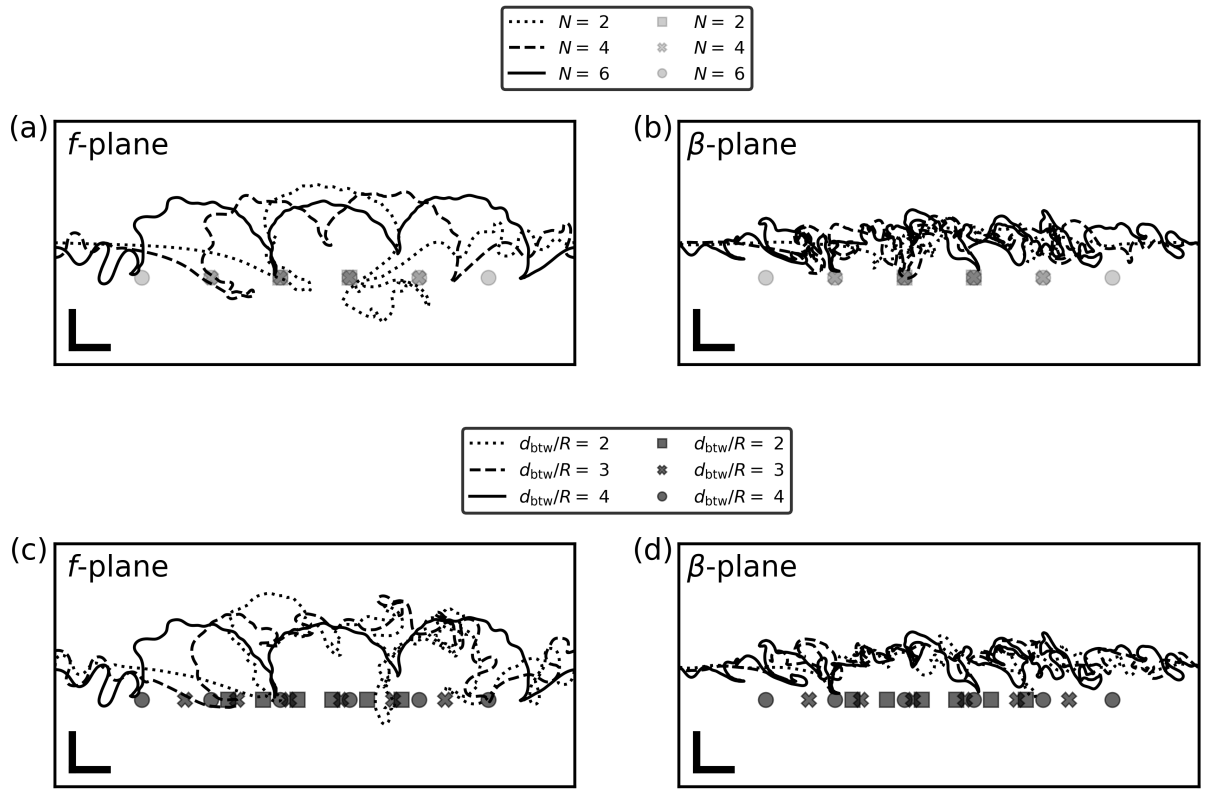 N = 2 N = 2
N = 4 N = 4
N = 6 N = 6
(a) f-plane
(b) β-plane
d_btw/R = 2 d_btw/R = 2
d_btw/R = 3 d_btw/R = 3
d_btw/R = 4 d_btw/R = 4
(c) f-plane
(d) β-plane